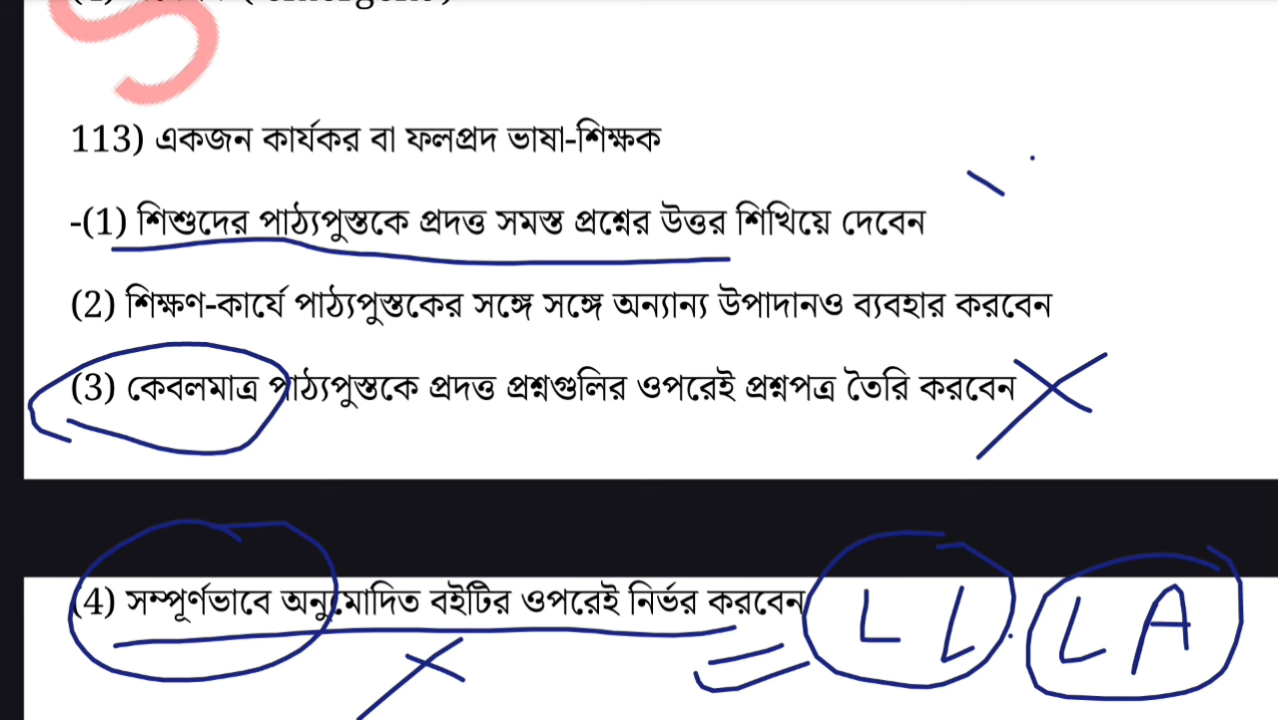 113) একজন কার্যকর বা ফলপ্রদ ভাষা-শিক্ষক
-(1) শিশুদের পাঠ্যপুস্তকে প্রদত্ত সমস্ত প্রশ্নের উত্তর শিখিয়ে দেবেন
(2) শিক্ষণ-কার্যে পাঠ্যপুস্তকের সঙ্গে সঙ্গে অন্যান্য উপাদানও ব্যবহার করবেন
(3) কেবলমাত্র পাঠ্যপুস্তকে প্রদত্ত প্রশ্নগুলির ওপরেই প্রশ্নপত্র তৈরি করবেন
(4) সম্পূর্ণভাবে অনুমোদিত বইটির ওপরেই নির্ভর করবেন LL LA